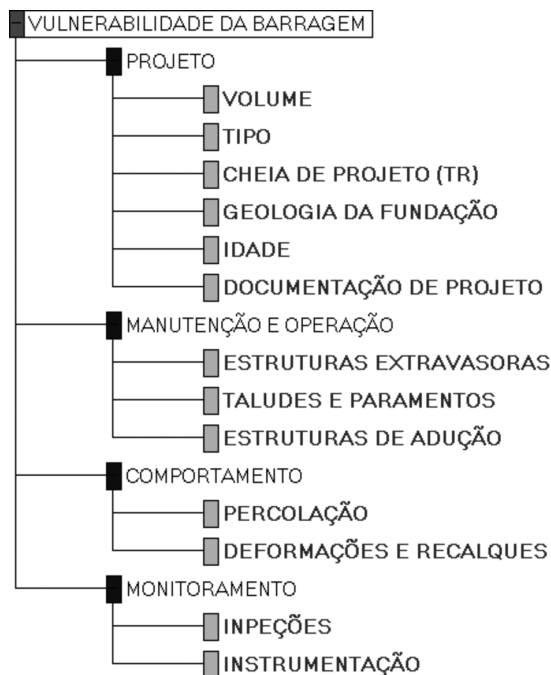 VULNERABILIDADE DA BARRAGEM
PROJETO
VOLUME
TIPO
CHEIA DE PROJETO (TR)
GEOLOGIA DA FUNDAÇÃO
IDADE
DOCUMENTAÇÃO DE PROJETO
MANUTENÇÃO E OPERAÇÃO
ESTRUTURAS EXTRAVASORAS
TALUDES E PARAMENTOS
ESTRUTURAS DE ADUÇÃO
COMPORTAMENTO
PERCOLAÇÃO
DEFORMAÇÕES E RECALQUES
MONITORAMENTO
INPEÇÕES
INSTRUMENTAÇÃO